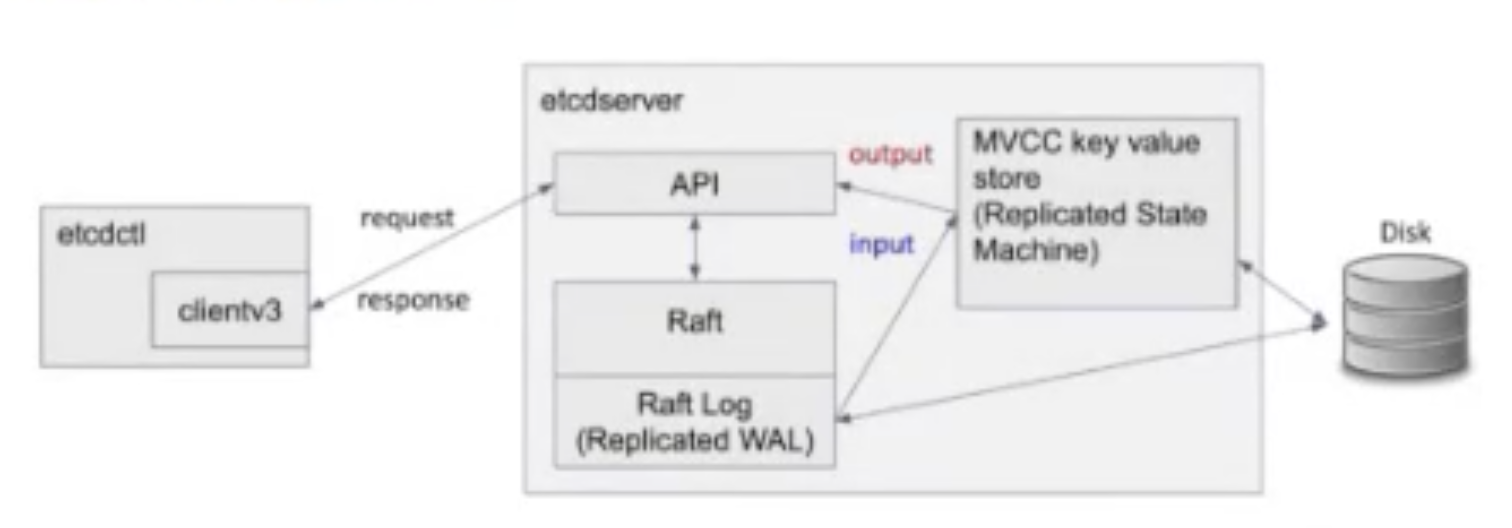 etcdserver
output
MVCC key value
store
(Replicated State
Machine)
API
request
etcdctl
input
Disk
response
clientv3
Raft
Raft Log
(Replicated WAL)